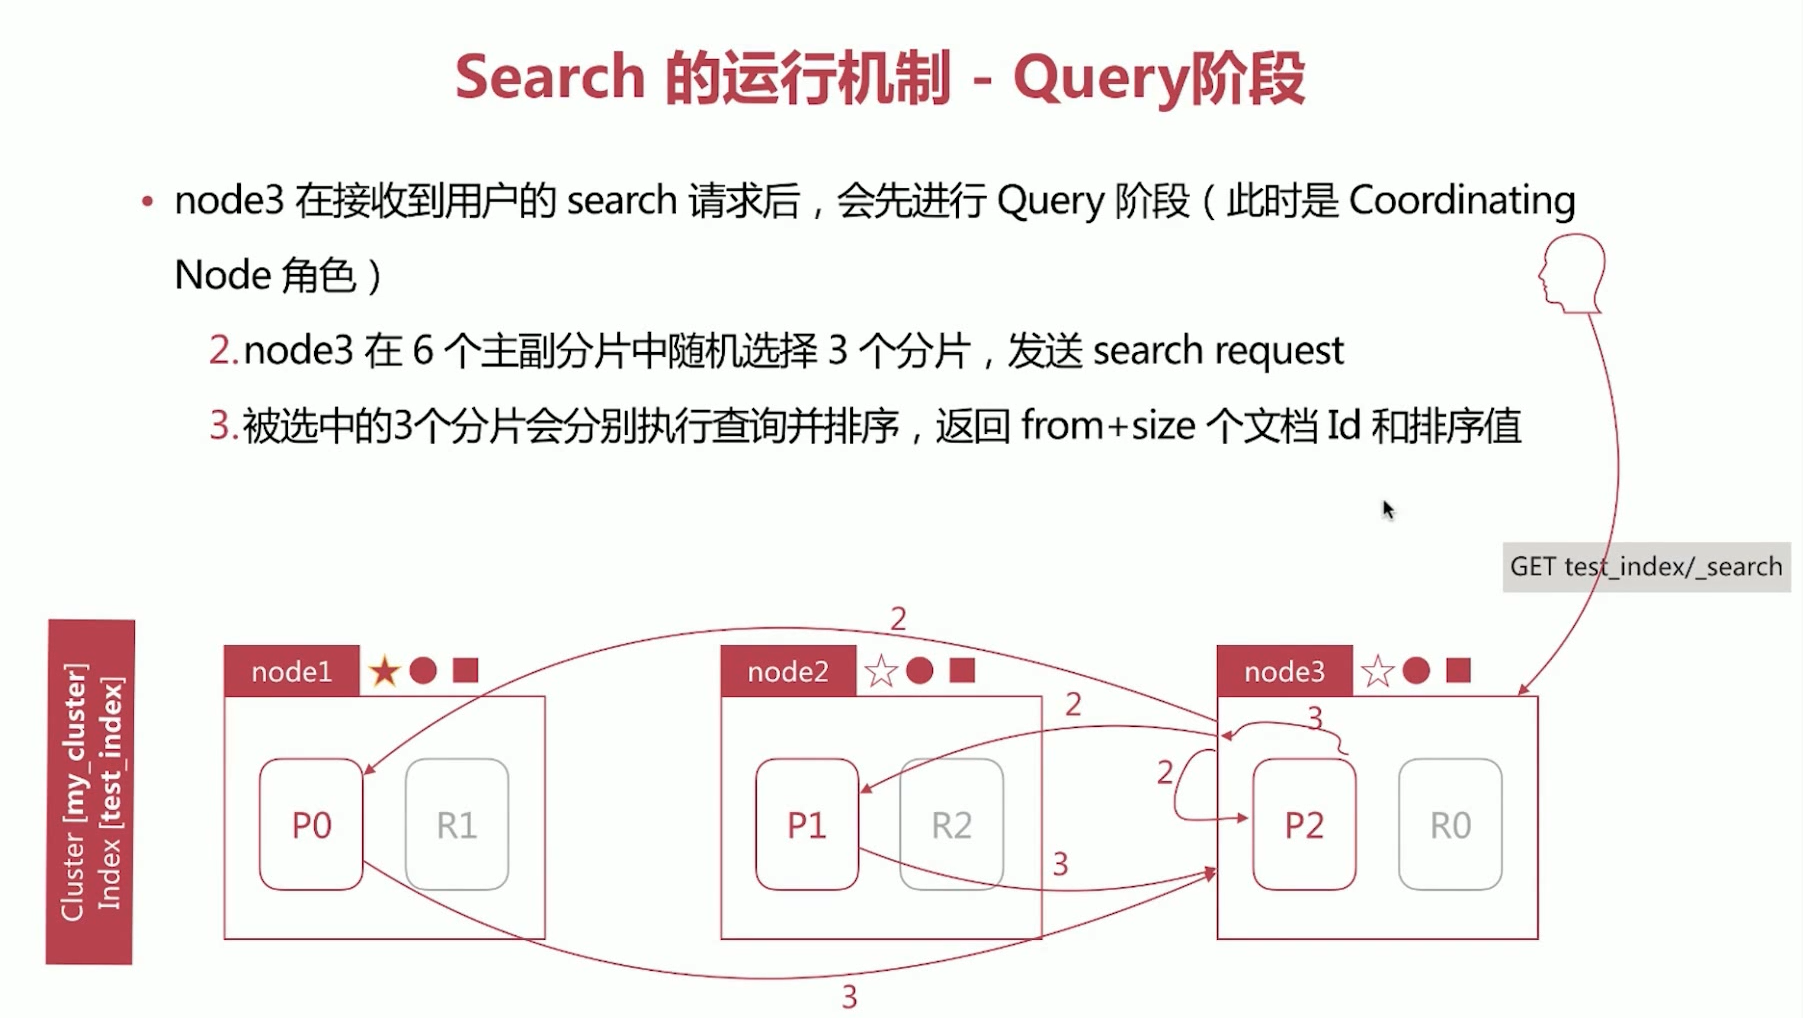 Search 的运行机制 - Query阶段
• node3 在接收到用户的 search 请求后，会先进行 Query 阶段（此时是 Coordinating
Node 角色）
2.node3 在 6 个主副分片中随机选择 3 个分片，发送 search request
3.被选中的3个分片会分别执行查询并排序，返回 from+size 个文档 Id 和排序值
GET test_index/_search
Cluster [my_cluster]
Index [test_index]
2
node1
node2
node3
2
3
2
P0
R1
P1
R2
P2
R0
3
3